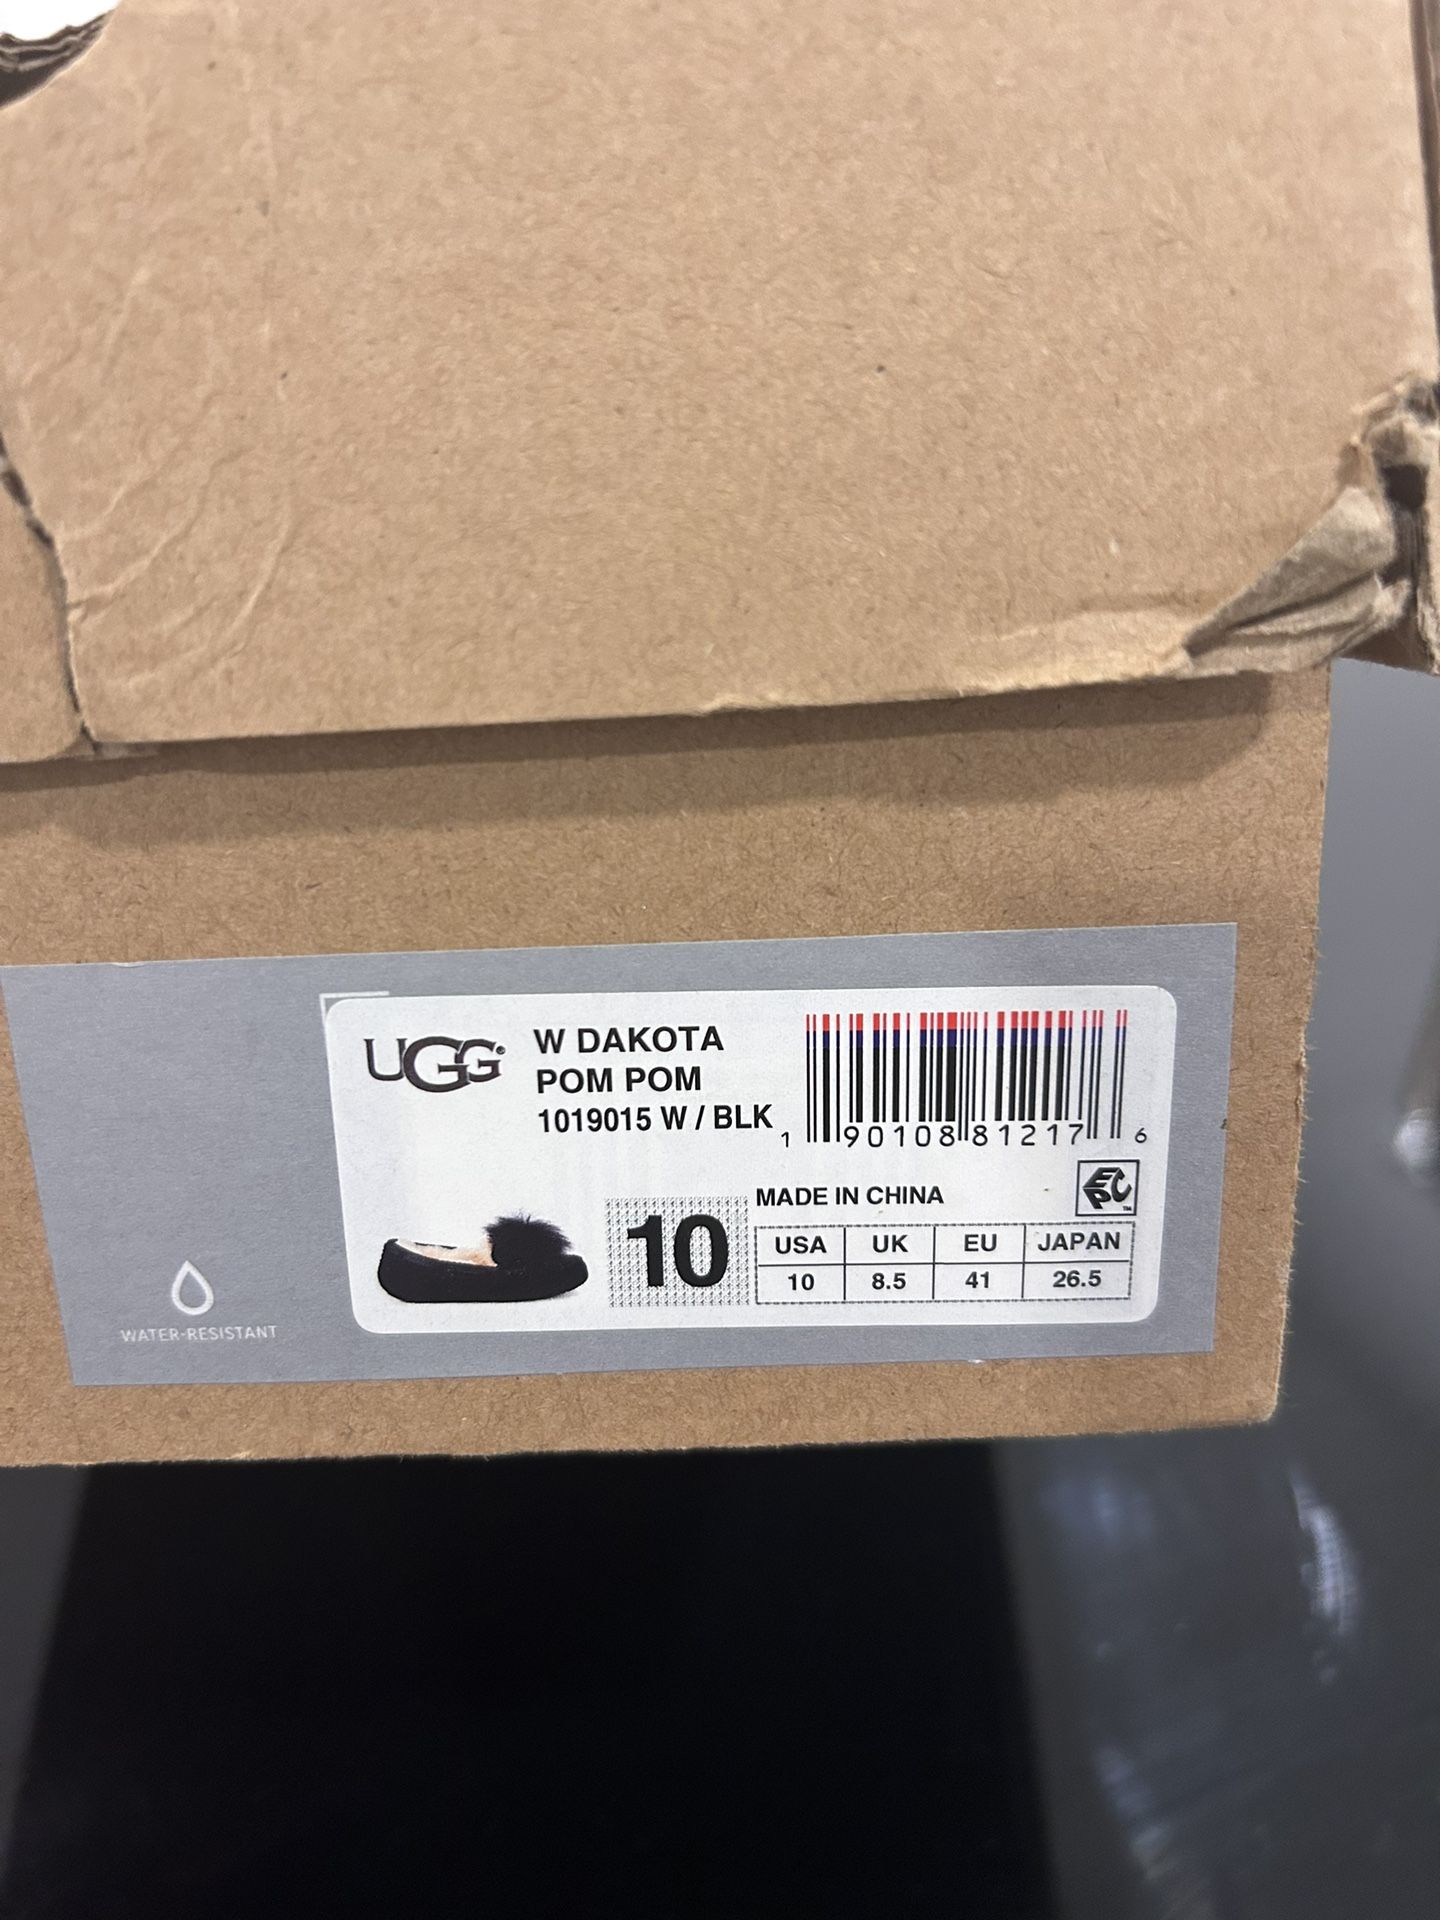 UGG®
W DAKOTA
POM POM
1019015 W / BLK
1 90108 81217 6
MADE IN CHINA
EPC™
10
USA UK EU JAPAN
10 8.5 41 26.5
WATER-RESISTANT